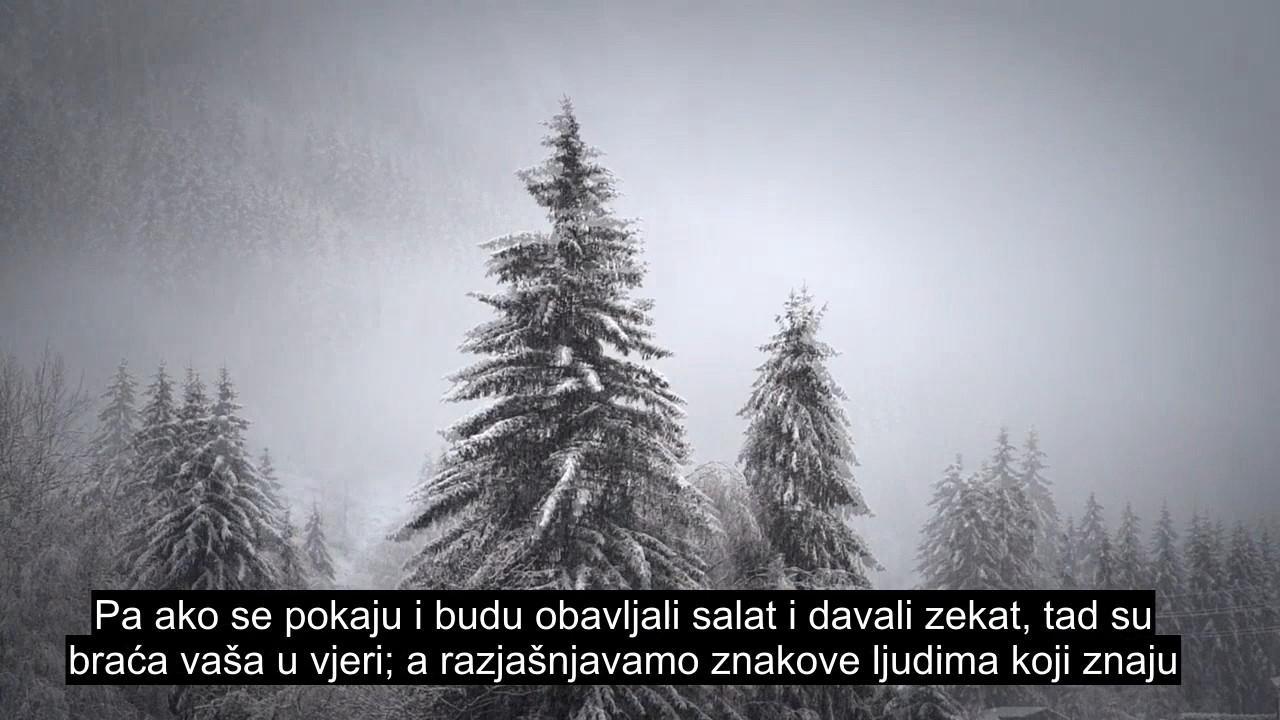 Pa ako se pokaju i budu obavljali salat i davali zekat, tad su
braća vaša u vjeri; a razjašnjavamo znakove ljudima koji znaju